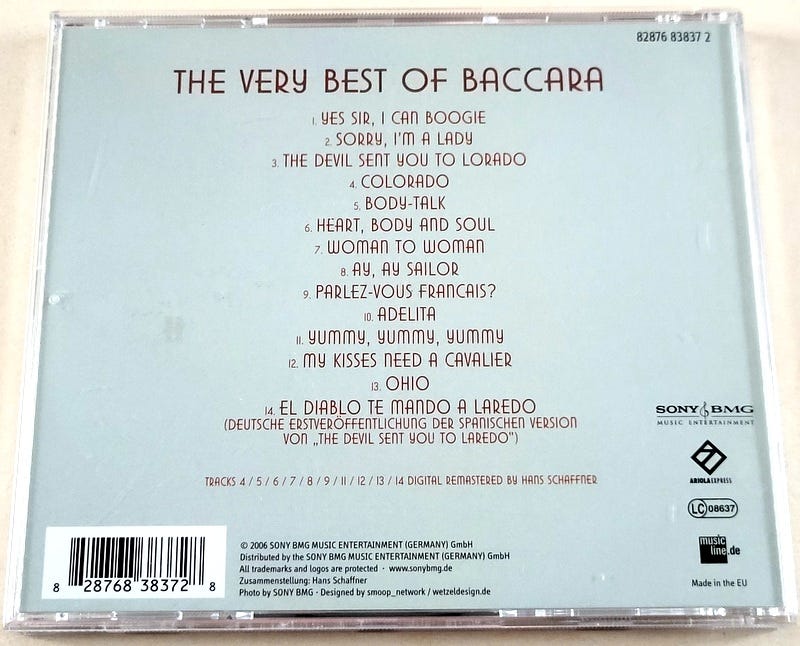 82876 83837 2
THE VERY BEST OF BACCARA
1. YES SIR, I CAN BOOGIE
2. SORRY, I'M A LADY
3. THE DEVIL SENT YOU TO LORADO
4. COLORADO
5. BODY-TALK
6. HEART, BODY AND SOUL
7. WOMAN TO WOMAN
8. AY, AY SAILOR
9. PARLEZ-VOUS FRANCAIS?
10. ADELITA
11. YUMMY, YUMMY, YUMMY
12. MY KISSES NEED A CAVALIER
13. OHIO
14. EL DIABLO TE MANDO A LAREDO
(DEUTSCHE ERSTVERÖFFENTLICHUNG DER SPANISCHEN VERSION
VON „THE DEVIL SENT YOU TO LAREDO")
SONY BMG
MUSIC ENTERTAINMENT
ARIOLA EXPRESS
TRACKS 4 / 5 / 6 / 7 / 8 / 9 / 11 / 12 / 13 / 14 DIGITAL REMASTERED BY HANS SCHAFFNER
LC 08637
music
line.de
© 2006 SONY BMG MUSIC ENTERTAINMENT (GERMANY) GmbH
Distributed by the SONY BMG MUSIC ENTERTAINMENT (GERMANY) GmbH
All trademarks and logos are protected · www.sonybmg.de
Zusammenstellung: Hans Schaffner
Photo by SONY BMG · Designed by smoop_network / wetzeldesign.de
Made in the EU
8 28768 38372 8